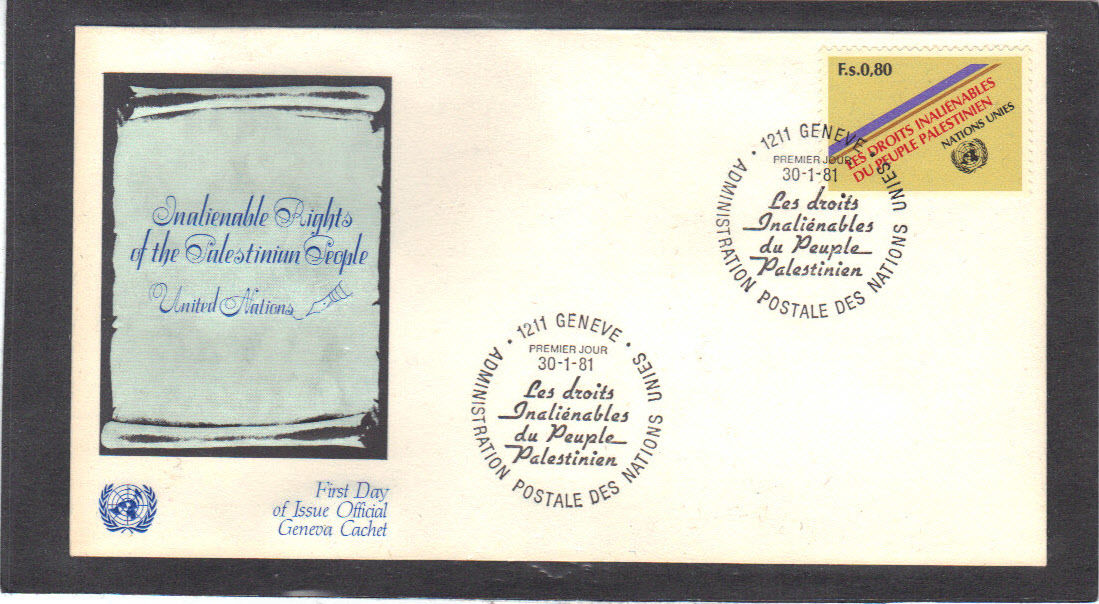 Inalienable Rights
of the Palestinian People
United Nations
First Day
of Issue Official
Geneva Cachet
F.s.0,80
LES DROITS INALIENABLES
DU PEUPLE PALESTINIEN
NATIONS UNIES
1211 GENEVE
PREMIER JOUR
30-1-81
Les droits
Inaliénables
du Peuple
Palestinien
ADMINISTRATION POSTALE DES NATIONS UNIES
1211 GENEVE
PREMIER JOUR
30-1-81
Les droits
Inaliénables
du Peuple
Palestinien
ADMINISTRATION POSTALE DES NATIONS UNIES